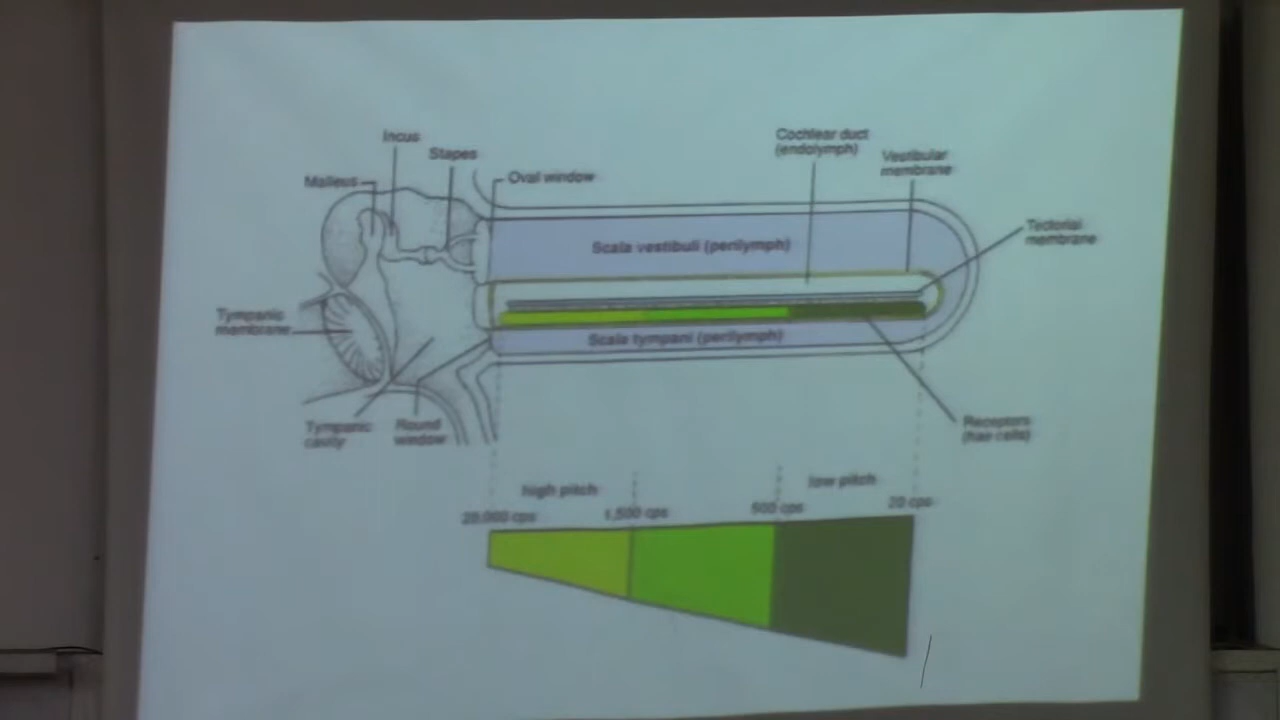 Incus
Stapes
Malleus
Oval window
Cochlear duct
(endolymph)
Vestibular
membrane
Tectorial
membrane
Scala vestibuli (perilymph)
Tympanic
membrane
Scala tympani (perilymph)
Tympanic
cavity
Round
window
Receptors
(hair cells)
high pitch
low pitch
20,000 cps
1,500 cps
500 cps
20 cps